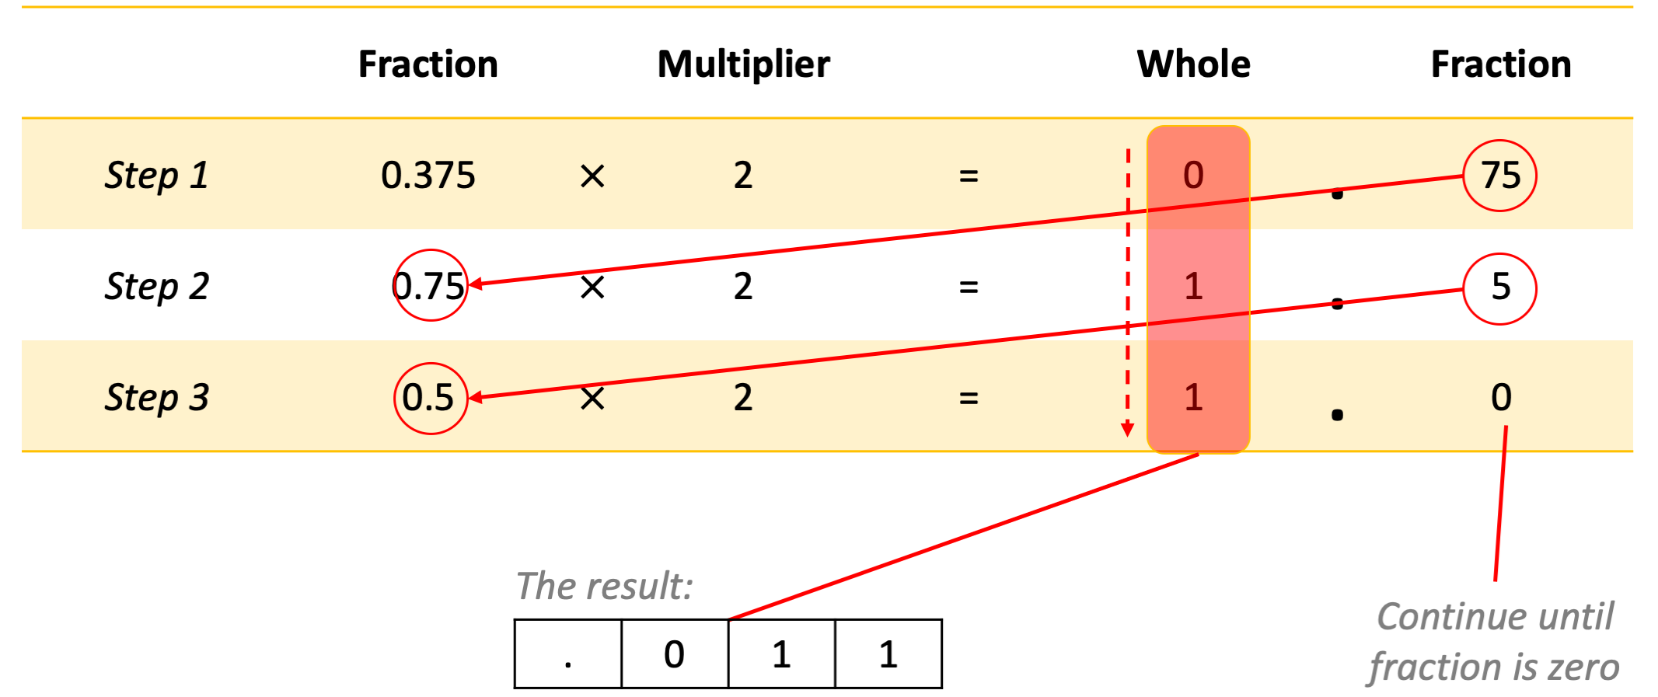 Fraction Multiplier Whole Fraction
Step 1 0.375 × 2 = 0 . 75
Step 2 0.75 × 2 = 1 . 5
Step 3 0.5 × 2 = 1 . 0
The result:
. 0 1 1
Continue until
fraction is zero